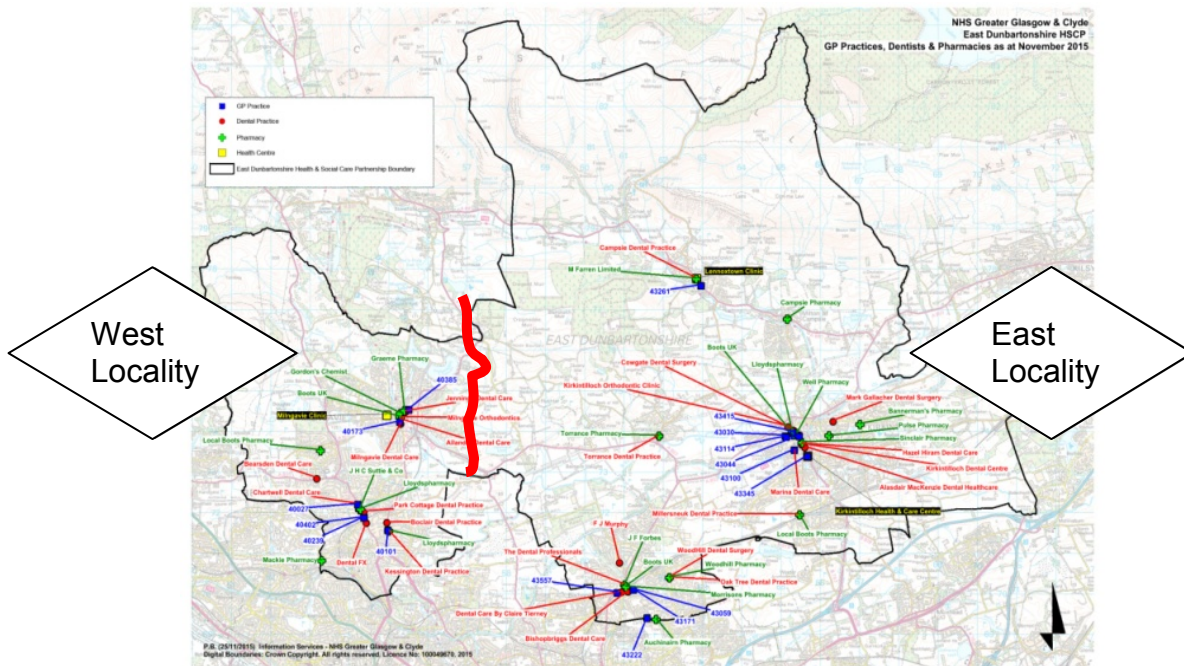 NHS Greater Glasgow & Clyde
East Dunbartonshire HSCP
GP Practices, Dentists & Pharmacies as at November 2015
GP Practice
Dental Practice
Pharmacy
Health Centre
East Dunbartonshire Health & Social Care Partnership Boundary
West
Locality
East
Locality
EAST DUNBARTONSHIRE
Campsie Dental Practice
M Farren Limited
Lennoxtown Clinic
43261
Campsie Pharmacy
Boots UK
Cowgate Dental Surgery
Lloydspharmacy
Kirkintilloch Orthodontic Clinic
Well Pharmacy
Mark Gallacher Dental Surgery
Bannerman's Pharmacy
Pulse Pharmacy
Sinclair Pharmacy
Hazel Hiram Dental Care
Kirkintilloch Dental Centre
Alasdair MacKenzie Dental Healthcare
43415
43030
43114
43044
43100
43345
Marina Dental Care
Kirkintilloch Health & Care Centre
Millersneuk Dental Practice
Local Boots Pharmacy
Torrance Pharmacy
Torrance Dental Practice
Graeme Pharmacy
Gordon's Chemist
40385
Boots UK
Milngavie Clinic
40173
Milngavie Orthodontics
Milngavie Dental Care
Local Boots Pharmacy
Bearsden Dental Care
J H C Suttie & Co
Chartwell Dental Care
Lloydspharmacy
40027
Park Cottage Dental Practice
40402
Boclair Dental Practice
40239
40101
Lloydspharmacy
Mackie Pharmacy
Dental FX
Kessington Dental Practice
F J Murphy
J F Forbes
The Dental Professionals
Boots UK
Woodhill Dental Surgery
Woodhill Pharmacy
Oak Tree Dental Practice
Morrisons Pharmacy
43557
43059
43171
Dental Care By Claire Tierney
Bishopbriggs Dental Care
43222
Auchinairn Pharmacy
P.B. (25/11/2015) Information Services - NHS Greater Glasgow & Clyde
Digital Boundaries: Crown Copyright. All rights reserved. Licence No: 100049670, 2015